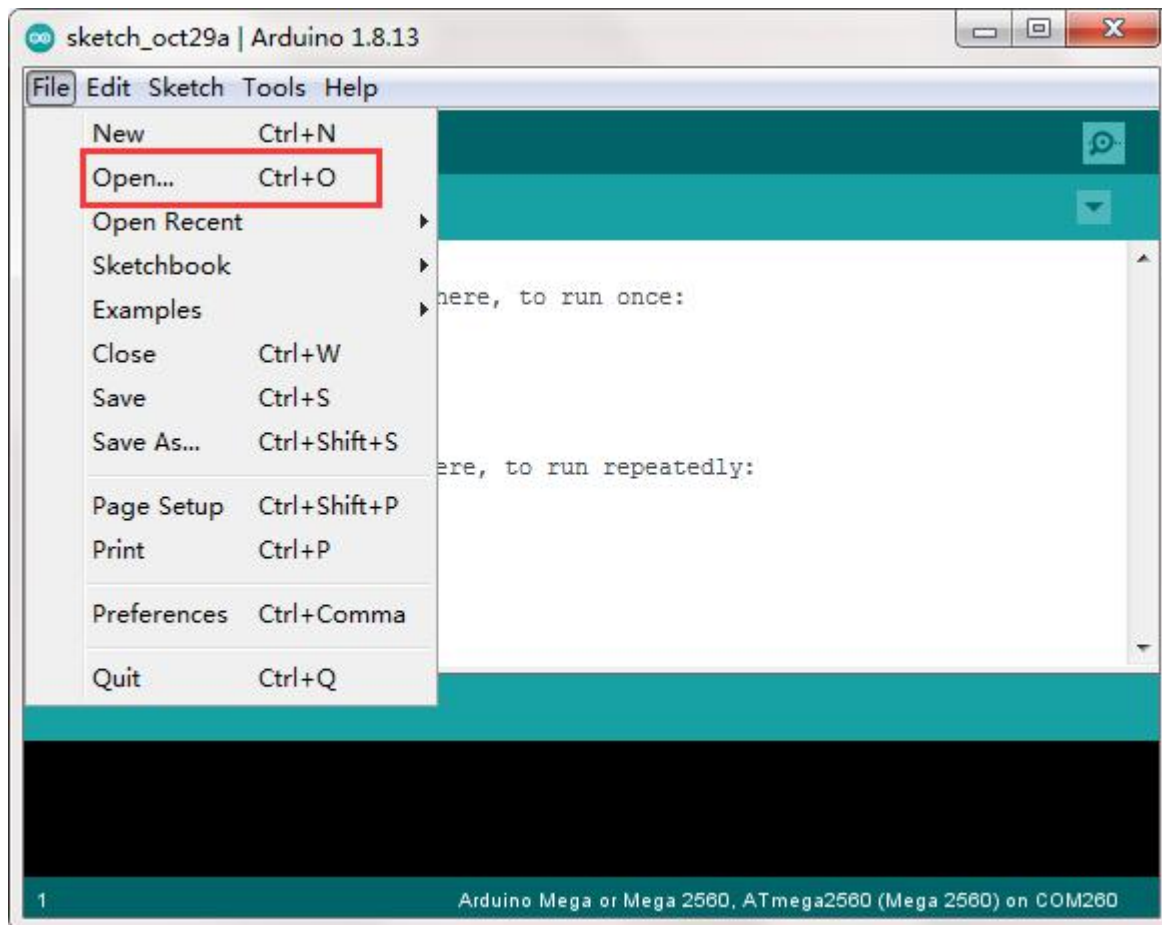 sketch_oct29a | Arduino 1.8.13
File Edit Sketch Tools Help
New Ctrl+N
Open... Ctrl+O
Open Recent
Sketchbook
Examples
Close Ctrl+W
Save Ctrl+S
Save As... Ctrl+Shift+S
Page Setup Ctrl+Shift+P
Print Ctrl+P
Preferences Ctrl+Comma
Quit Ctrl+Q
here, to run once:
ere, to run repeatedly:
1 Arduino Mega or Mega 2560, ATmega2560 (Mega 2560) on COM260